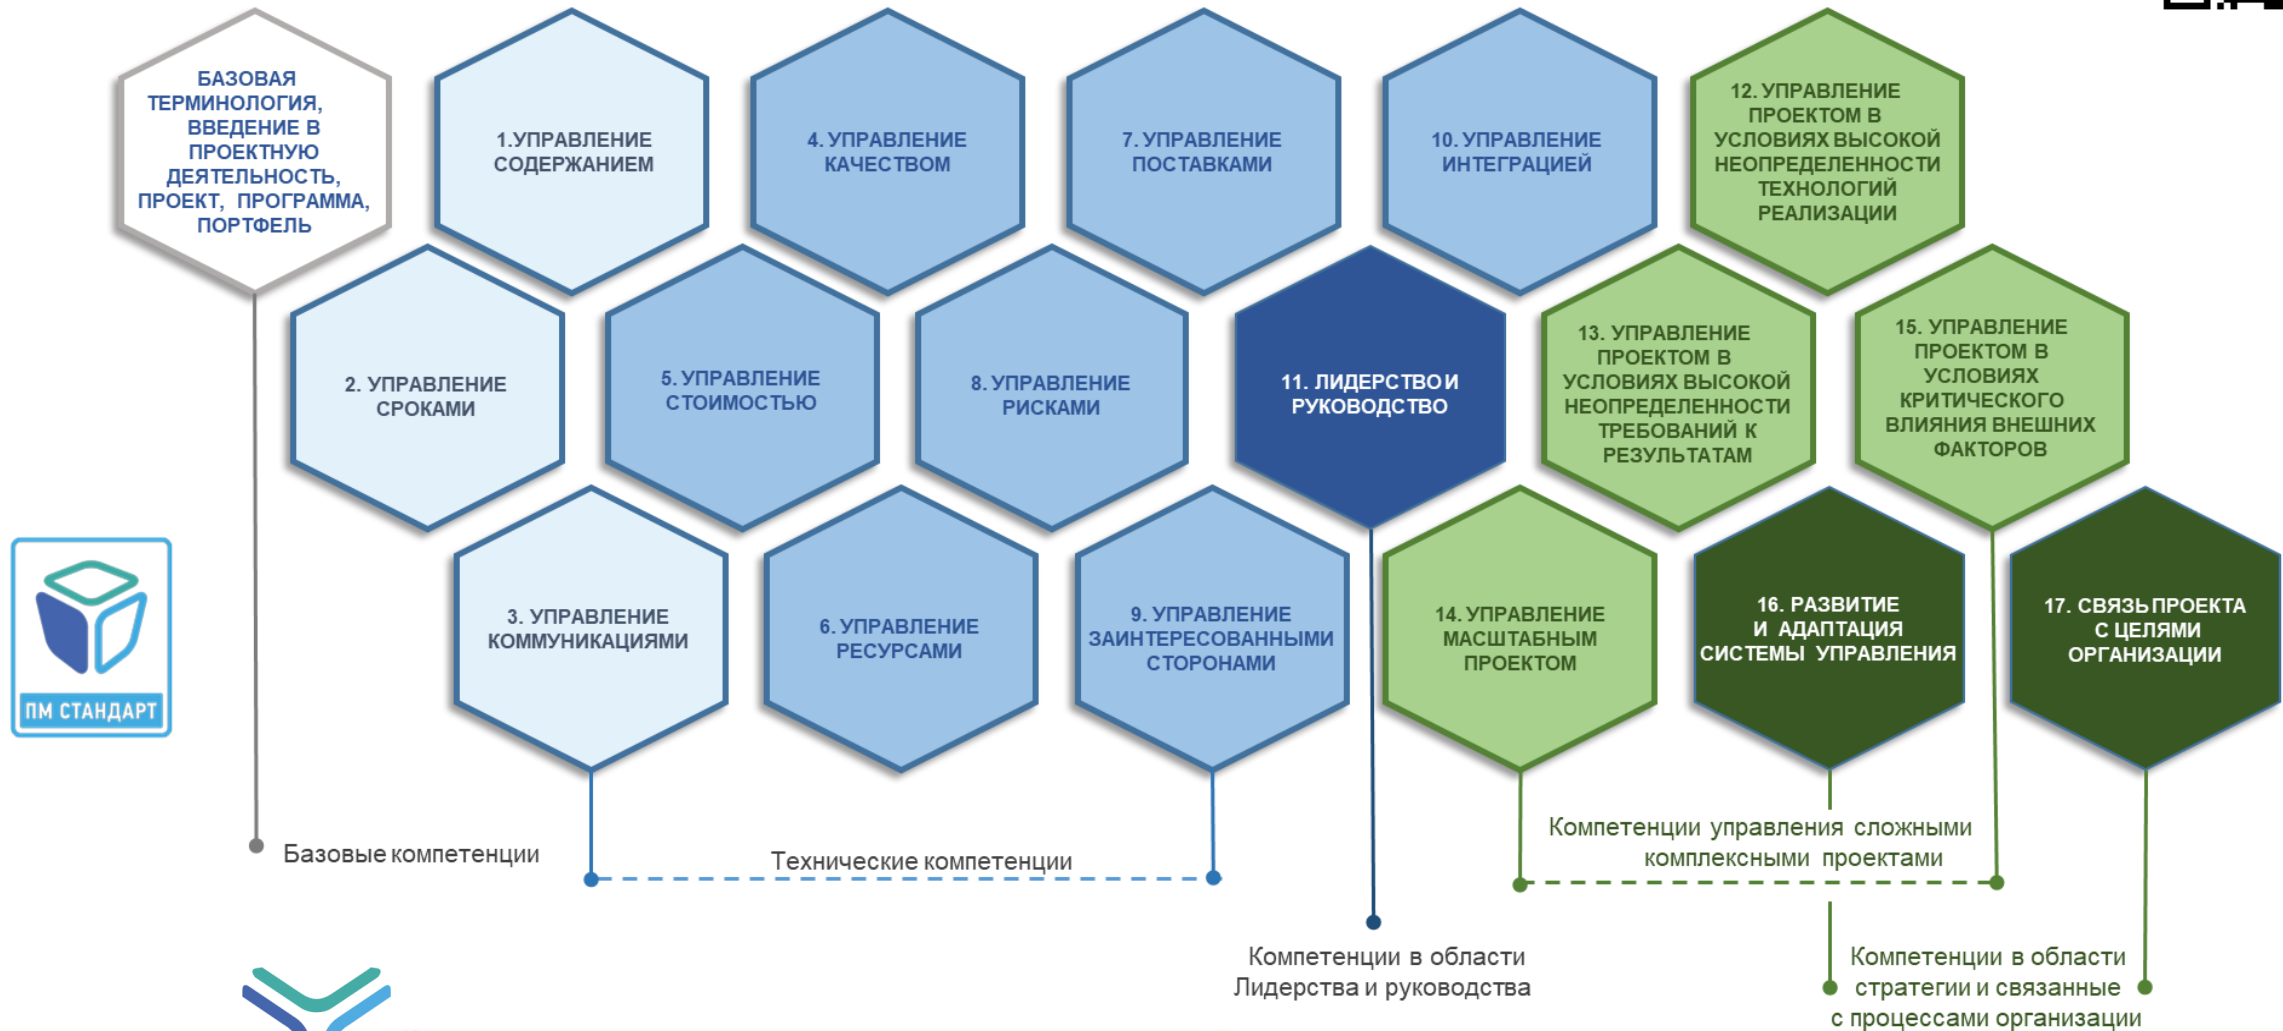 БАЗОВАЯ
ТЕРМИНОЛОГИЯ,
ВВЕДЕНИЕ В
ПРОЕКТНУЮ
ДЕЯТЕЛЬНОСТЬ,
ПРОЕКТ, ПРОГРАММА,
ПОРТФЕЛЬ
1.УПРАВЛЕНИЕ
СОДЕРЖАНИЕМ
4. УПРАВЛЕНИЕ
КАЧЕСТВОМ
7. УПРАВЛЕНИЕ
ПОСТАВКАМИ
10. УПРАВЛЕНИЕ
ИНТЕГРАЦИЕЙ
12. УПРАВЛЕНИЕ
ПРОЕКТОМ В
УСЛОВИЯХ ВЫСОКОЙ
НЕОПРЕДЕЛЕННОСТИ
ТЕХНОЛОГИЙ
РЕАЛИЗАЦИИ
2. УПРАВЛЕНИЕ
СРОКАМИ
5. УПРАВЛЕНИЕ
СТОИМОСТЬЮ
8. УПРАВЛЕНИЕ
РИСКАМИ
11. ЛИДЕРСТВО И
РУКОВОДСТВО
13. УПРАВЛЕНИЕ
ПРОЕКТОМ В
УСЛОВИЯХ ВЫСОКОЙ
НЕОПРЕДЕЛЕННОСТИ
ТРЕБОВАНИЙ К
РЕЗУЛЬТАТАМ
15. УПРАВЛЕНИЕ
ПРОЕКТОМ В
УСЛОВИЯХ
КРИТИЧЕСКОГО
ВЛИЯНИЯ ВНЕШНИХ
ФАКТОРОВ
3. УПРАВЛЕНИЕ
КОММУНИКАЦИЯМИ
6. УПРАВЛЕНИЕ
РЕСУРСАМИ
9. УПРАВЛЕНИЕ
ЗАИНТЕРЕСОВАННЫМИ
СТОРОНАМИ
14. УПРАВЛЕНИЕ
МАСШТАБНЫМ
ПРОЕКТОМ
16. РАЗВИТИЕ
И АДАПТАЦИЯ
СИСТЕМЫ УПРАВЛЕНИЯ
17. СВЯЗЬ ПРОЕКТА
С ЦЕЛЯМИ
ОРГАНИЗАЦИИ
ПМ СТАНДАРТ
Базовые компетенции
Технические компетенции
Компетенции в области
Лидерства и руководства
Компетенции управления сложными
комплексными проектами
Компетенции в области
стратегии и связанные
с процессами организации